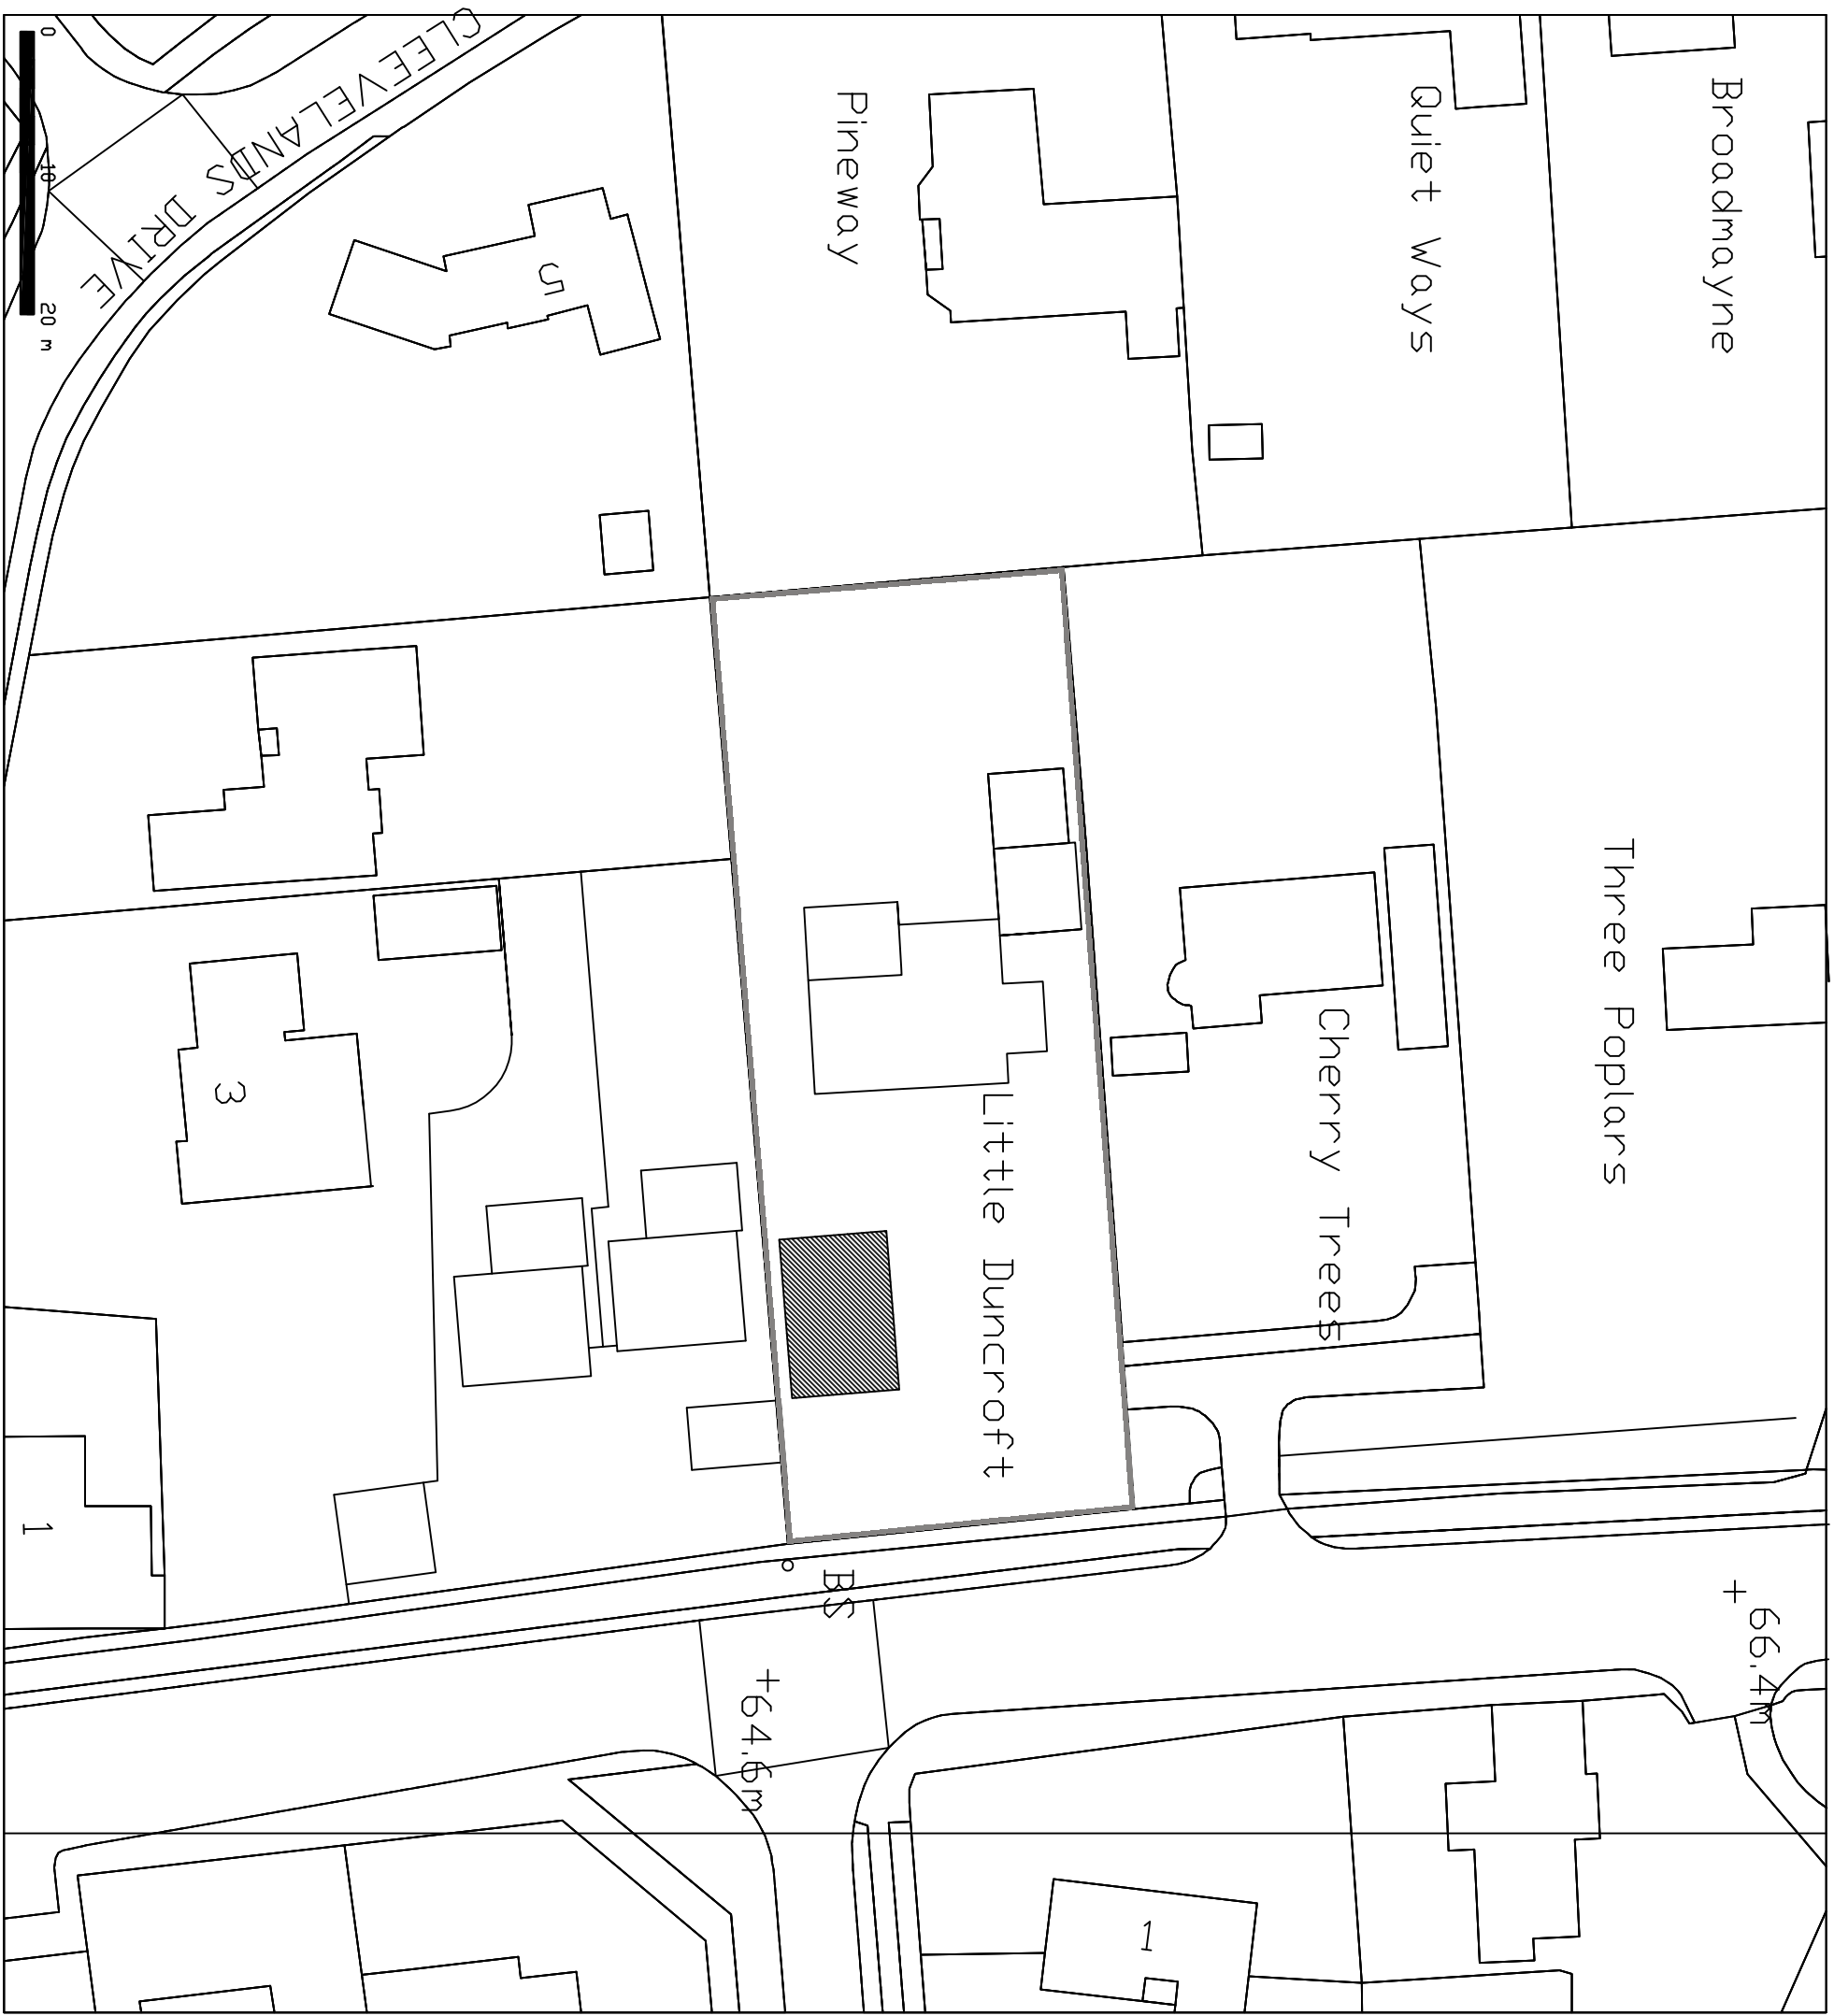 Broadmayne
Quiet Ways
Pineway
CLEEVELANDS DRIVE
0 10 20 m
5
Three Poplars
Cherry Trees
Little Duncroft
3
1
BS
+ 66.4m
+ 64.6m
1